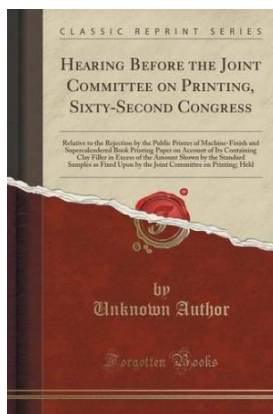 CLASSIC REPRINT SERIES
HEARING BEFORE THE JOINT
COMMITTEE ON PRINTING,
SIXTY-SECOND CONGRESS
Relative to the Rejection by the Public Printer of Machine-Finish and
Supercalendered Book Printing Paper on Account of Its Containing
Clay Filler in Excess of the Amount Shown by the Standard
Samples as Fixed Upon by the Joint Committee on Printing; Held
by
Unknown Author
Forgotten Books